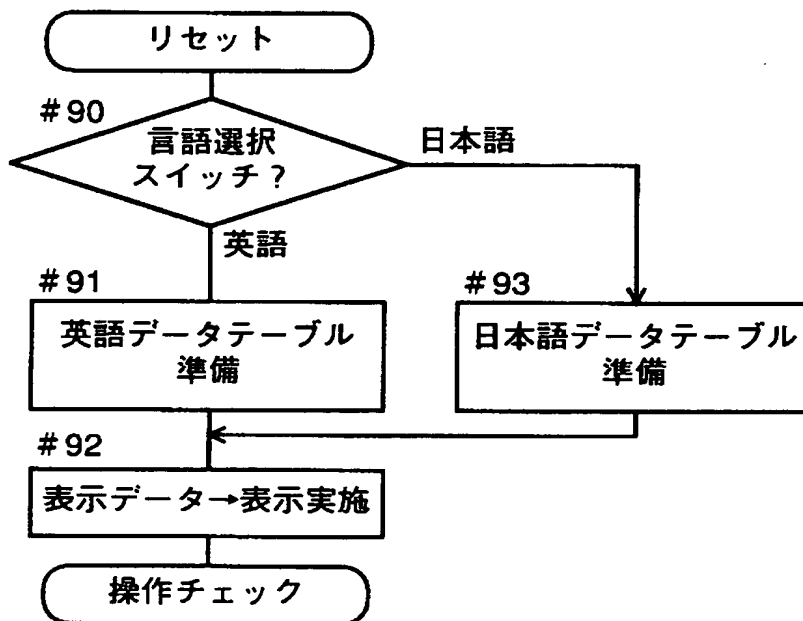 リセット
#90
言語選択
スイッチ?
日本語
英語
#91
英語データテーブル
準備
#93
日本語データテーブル
準備
#92
表示データ→表示実施
操作チェック